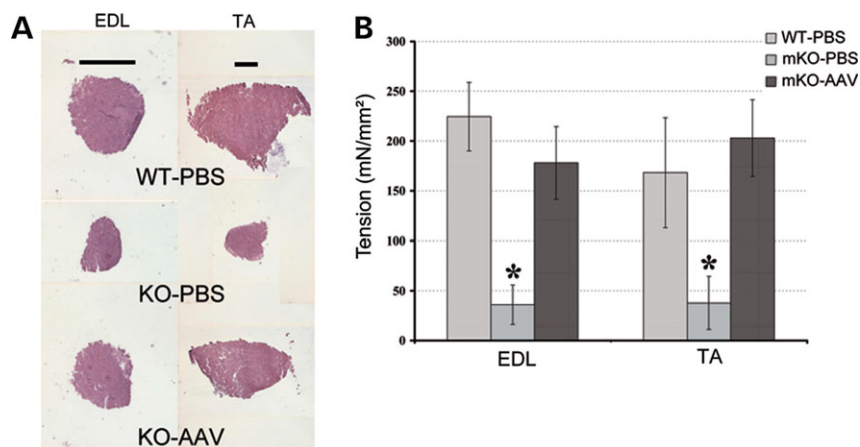 A
EDL TA
WT-PBS
KO-PBS
KO-AAV
B
WT-PBS
mKO-PBS
mKO-AAV
Tension (mN/mm²)
300
250
200
150
100
50
0
* *
EDL TA